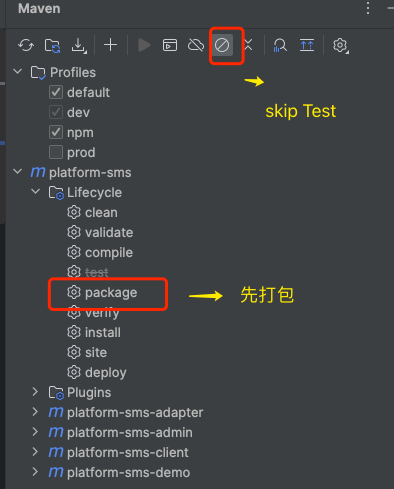 Maven
Profiles
default
dev
npm
prod
skip Test
platform-sms
Lifecycle
clean
validate
compile
test
package
先打包
verify
install
site
deploy
Plugins
platform-sms-adapter
platform-sms-admin
platform-sms-client
platform-sms-demo